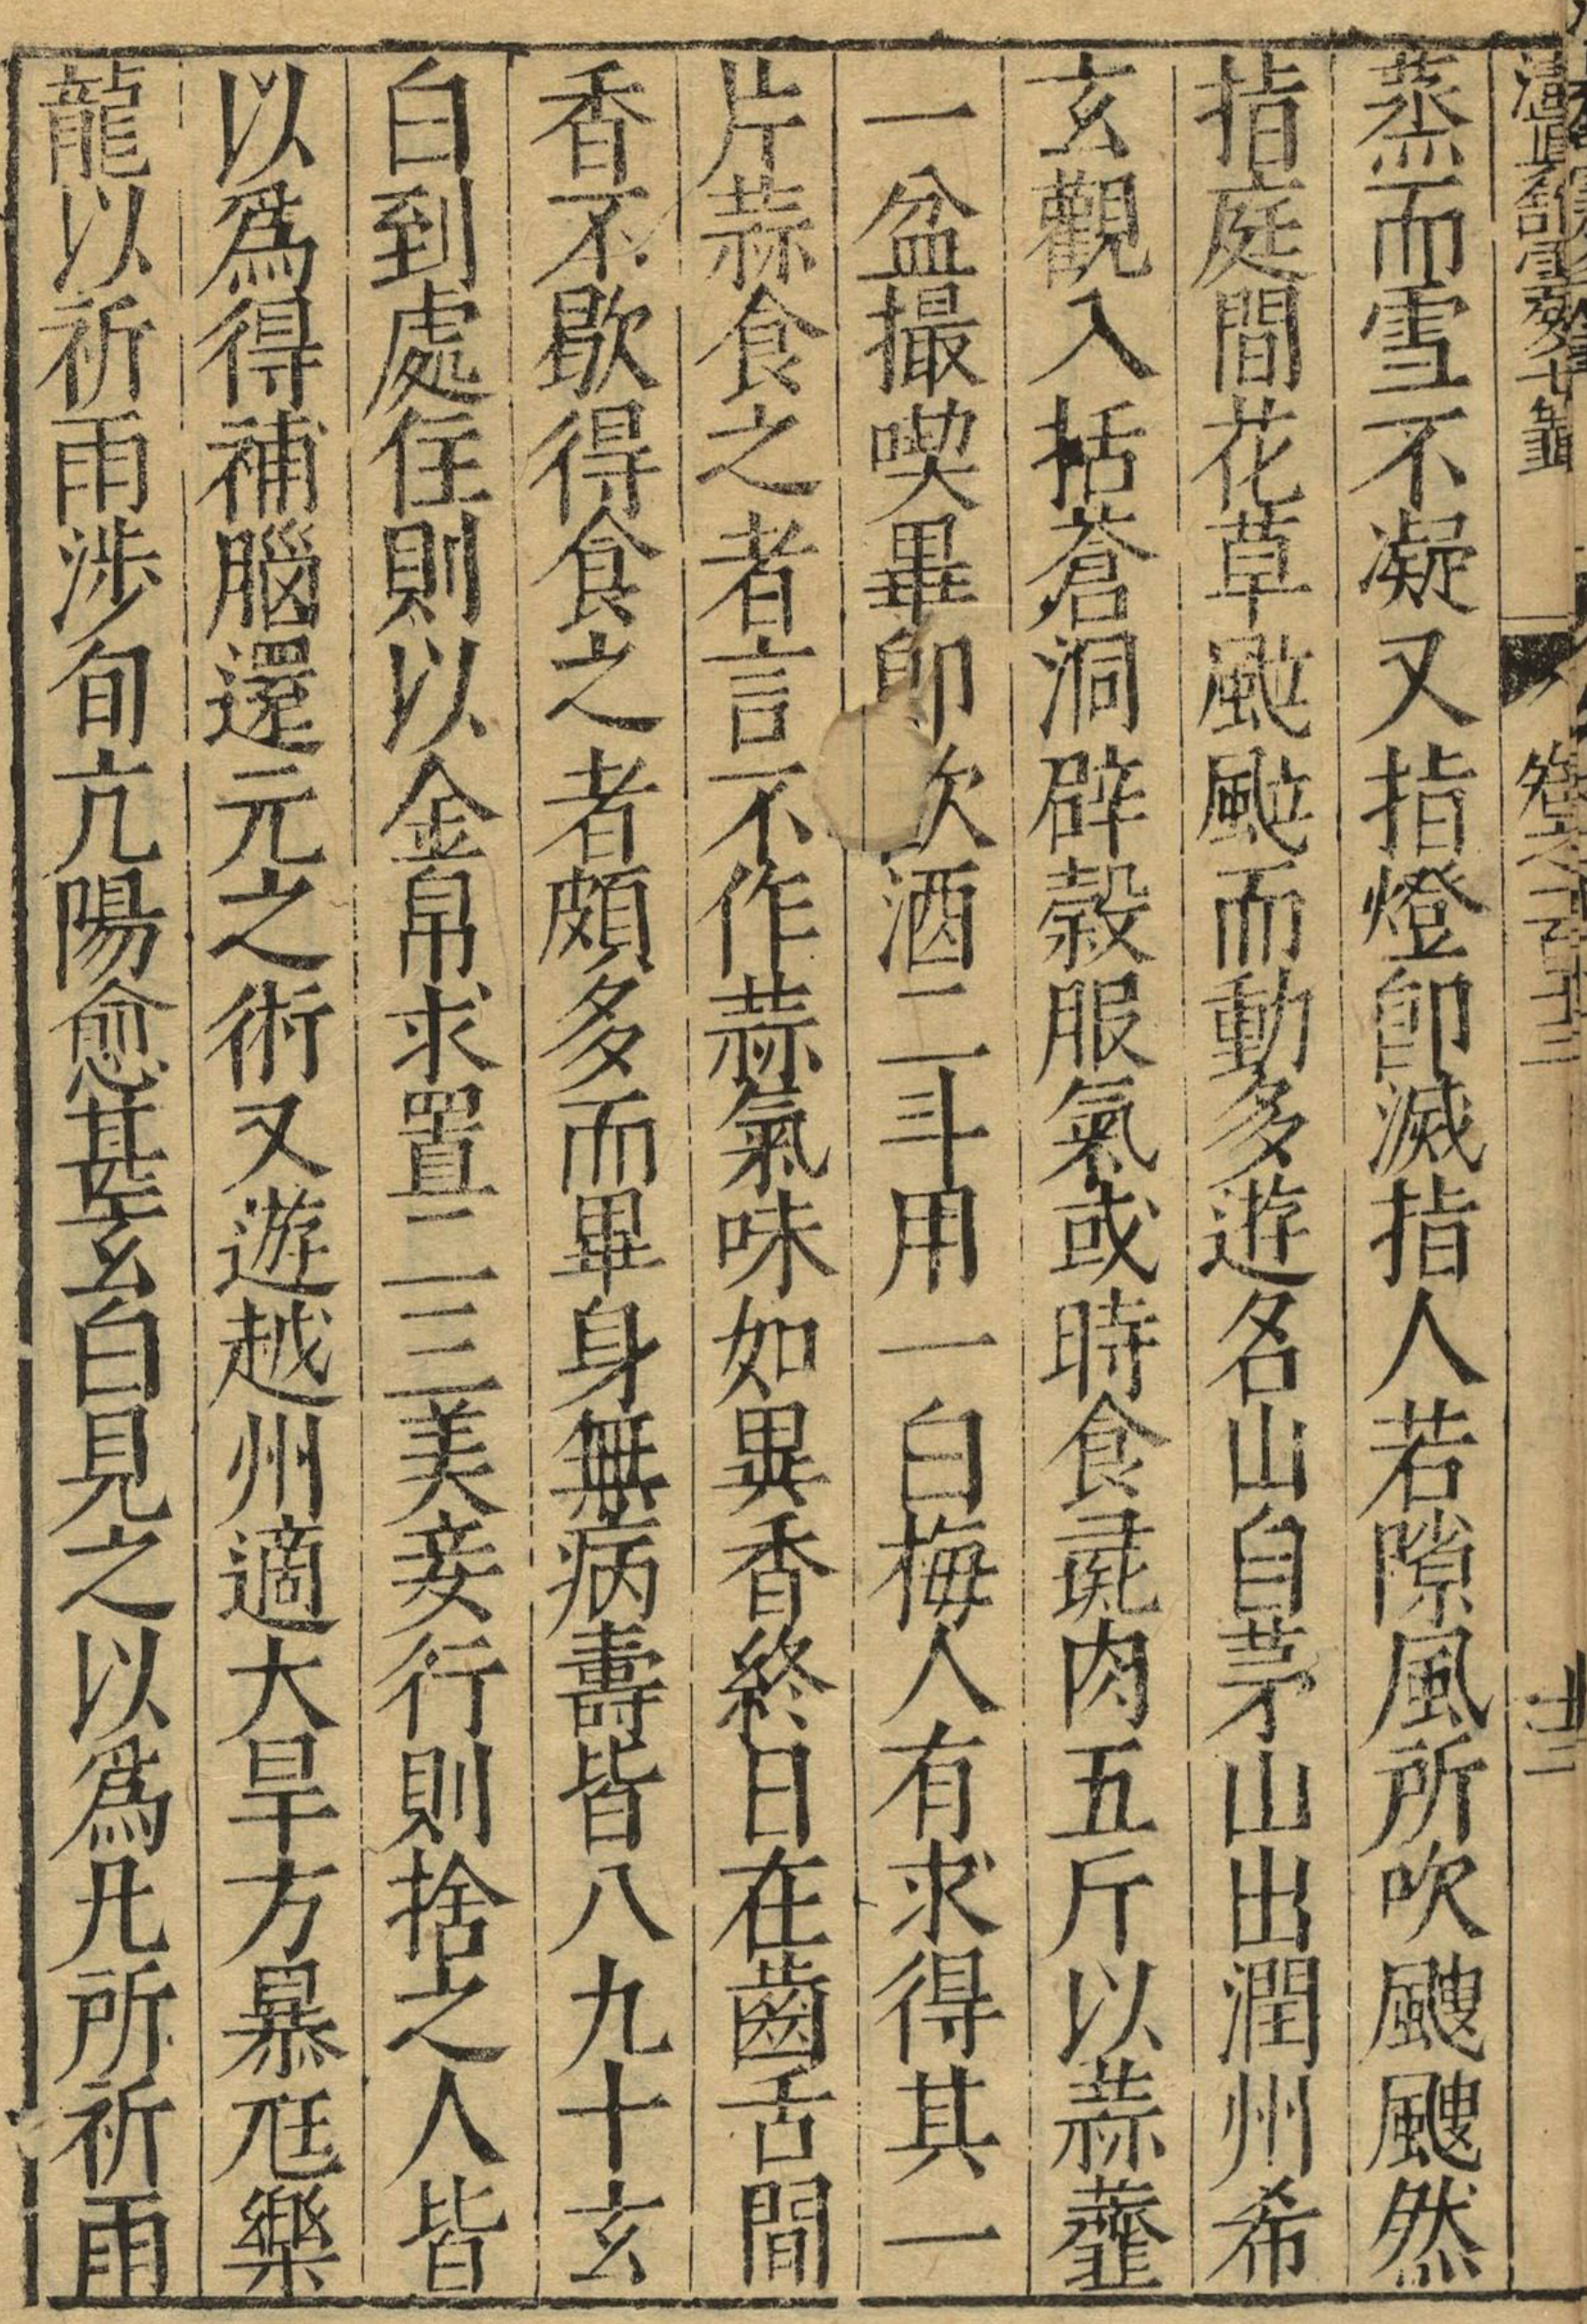 蒸而雪不凝又指燈即滅指人若隙風所吹颼颼然
指庭間花草颭颭而動多遊名山自茅山出潤州希
玄觀入括蒼洞辟穀服氣或時食彘肉五斤以蒜虀
一盆撮喫畢即飲酒二斗用一白梅人有求得其一
片蒜食之者言不作蒜氣味如異香終日在齒舌間
香不歇得食之者頗多而畢身無病壽皆八九十玄
白到處住則以金帛求置二三美妾行則捨之人皆
以爲得補腦還元之術又遊越州適大旱方暴尫樂
龍以祈雨涉旬亢陽愈甚玄白見之以爲凡所祈雨